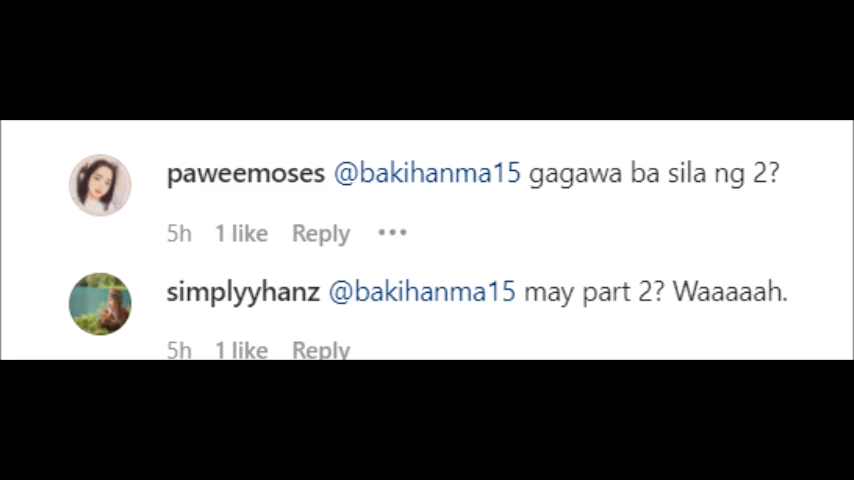 paweemoses @bakihanma15 gagawa ba sila ng 2?
5h 1 like Reply •••
simplyyhanz @bakihanma15 may part 2? Waaaaah.
5h 1 like Reply